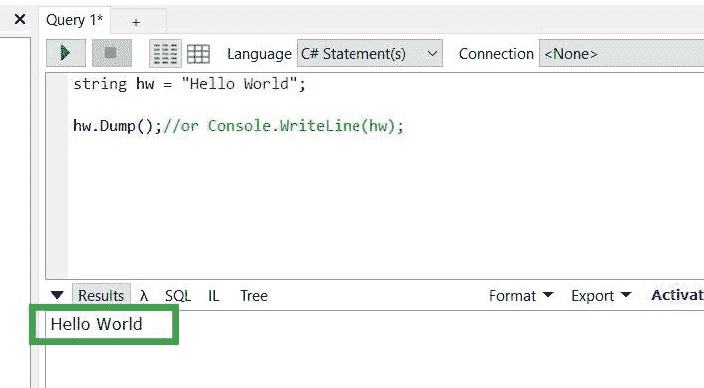 Query 1* +
Language C# Statement(s) Connection <None>
string hw = "Hello World";
hw.Dump();//or Console.WriteLine(hw);
Results λ SQL IL Tree Format Export Activat
Hello World